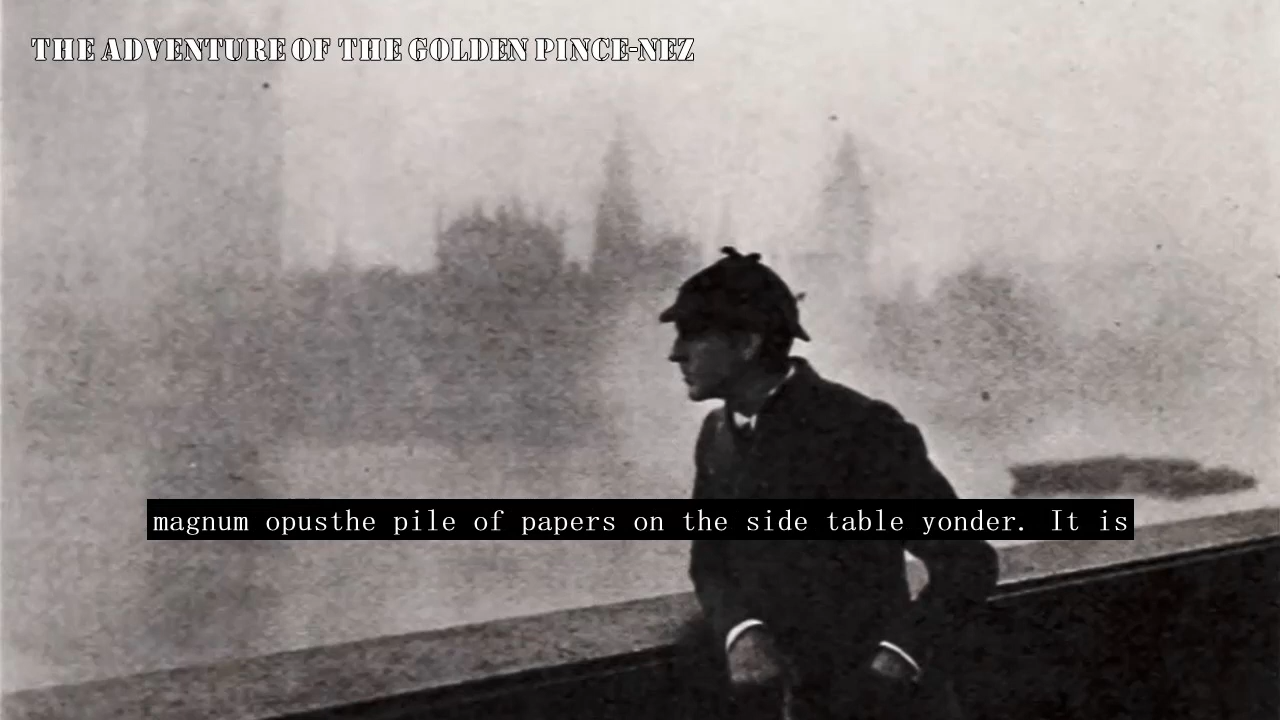 THE ADVENTURE OF THE GOLDEN PINCE-NEZ
magnum opusthe pile of papers on the side table yonder. It is